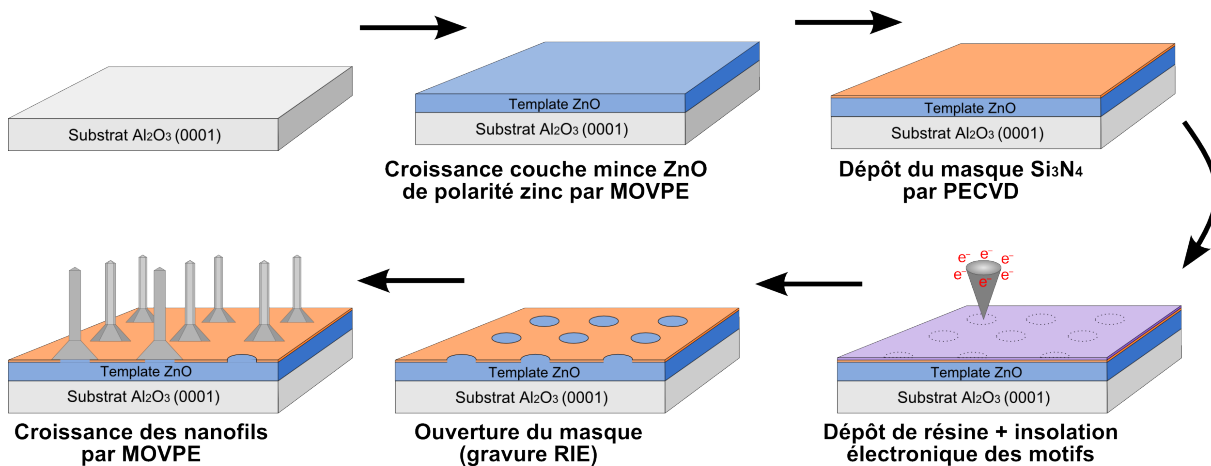 Substrat Al₂O₃ (0001)
Template ZnO
Substrat Al₂O₃ (0001)
Croissance couche mince ZnO
de polarité zinc par MOVPE
Template ZnO
Substrat Al₂O₃ (0001)
Dépôt du masque Si₃N₄
par PECVD
e⁻ e⁻ e⁻
e⁻ e⁻ e⁻
Template ZnO
Substrat Al₂O₃ (0001)
Dépôt de résine + insolation
électronique des motifs
Template ZnO
Substrat Al₂O₃ (0001)
Ouverture du masque
(gravure RIE)
Template ZnO
Substrat Al₂O₃ (0001)
Croissance des nanofils
par MOVPE